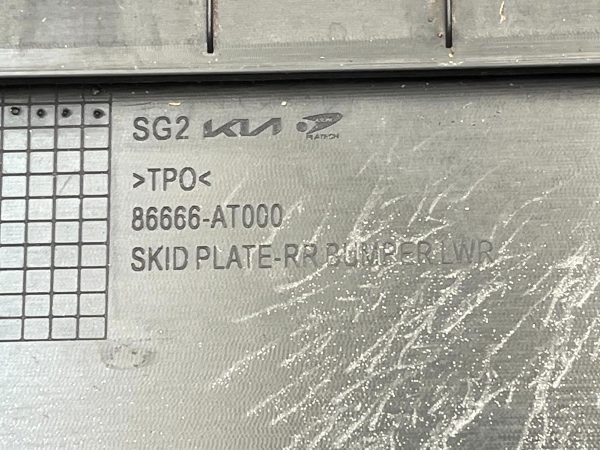 SG2 KIA
>TPO<
86666-AT000
SKID PLATE-RR BUMPER LWR